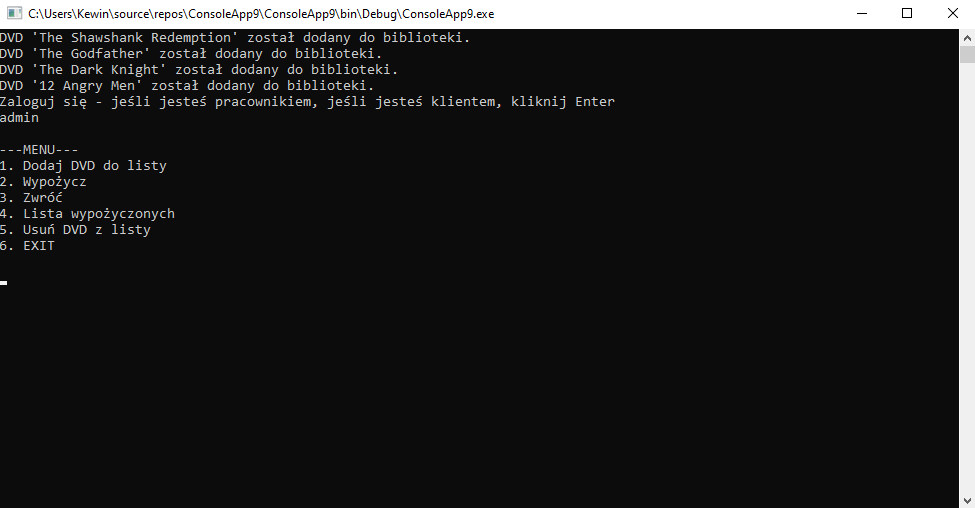 C:\Users\Kewin\source\repos\ConsoleApp9\ConsoleApp9\bin\Debug\ConsoleApp9.exe
DVD 'The Shawshank Redemption' został dodany do biblioteki.
DVD 'The Godfather' został dodany do biblioteki.
DVD 'The Dark Knight' został dodany do biblioteki.
DVD '12 Angry Men' został dodany do biblioteki.
Zaloguj się - jeśli jesteś pracownikiem, jeśli jesteś klientem, kliknij Enter
admin
---MENU---
1. Dodaj DVD do listy
2. Wypożycz
3. Zwróć
4. Lista wypożyczonych
5. Usuń DVD z listy
6. EXIT